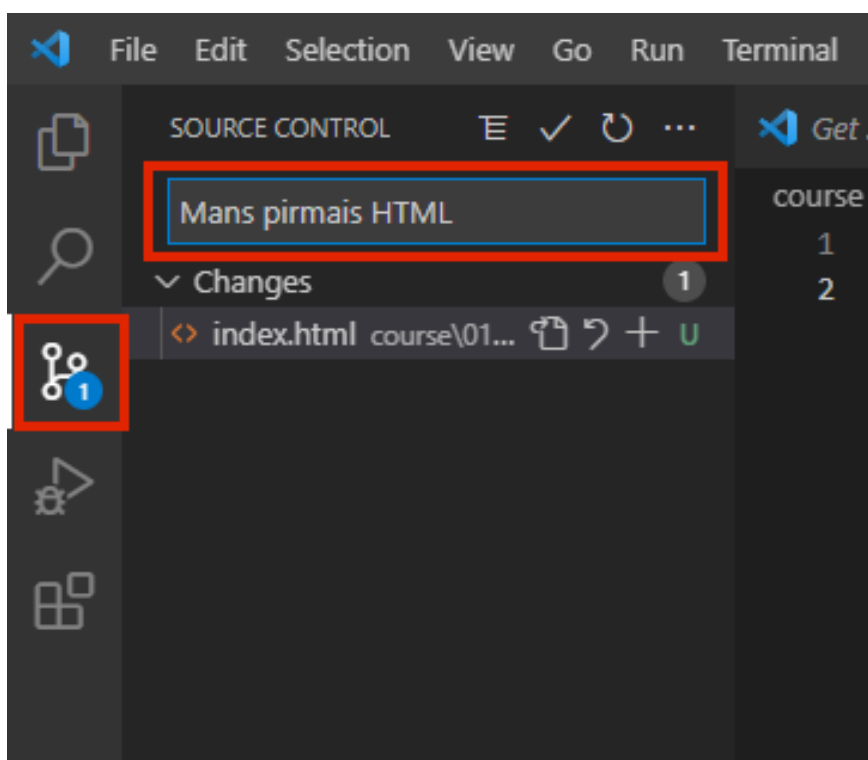 File Edit Selection View Go Run Terminal
SOURCE CONTROL
Get
Mans pirmais HTML
course
Changes 1
1
2
index.html course\01... U
1